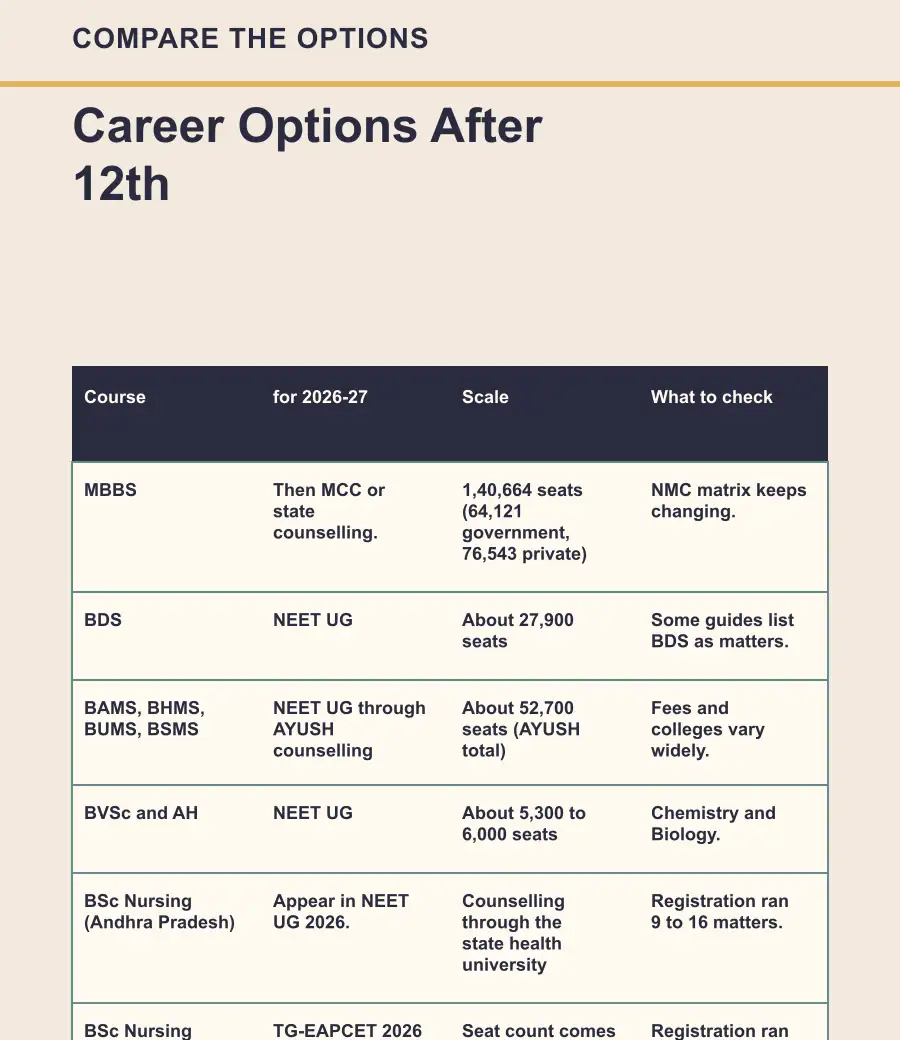 COMPARE THE OPTIONS
Career Options After
12th
Course
for 2026-27
Scale
What to check
MBBS
Then MCC or
state
counselling.
1,40,664 seats
(64,121
government,
76,543 private)
NMC matrix keeps
changing.
BDS
NEET UG
About 27,900
seats
Some guides list
BDS as matters.
BAMS, BHMS,
BUMS, BSMS
NEET UG through
AYUSH
counselling
About 52,700
seats (AYUSH
total)
Fees and
colleges vary
widely.
BVSc and AH
NEET UG
About 5,300 to
6,000 seats
Chemistry and
Biology.
BSc Nursing
(Andhra Pradesh)
Appear in NEET
UG 2026.
Counselling
through the
state health
university
Registration ran
9 to 16 matters.
BSc Nursing
TG-EAPCET 2026
Seat count comes
Registration ran